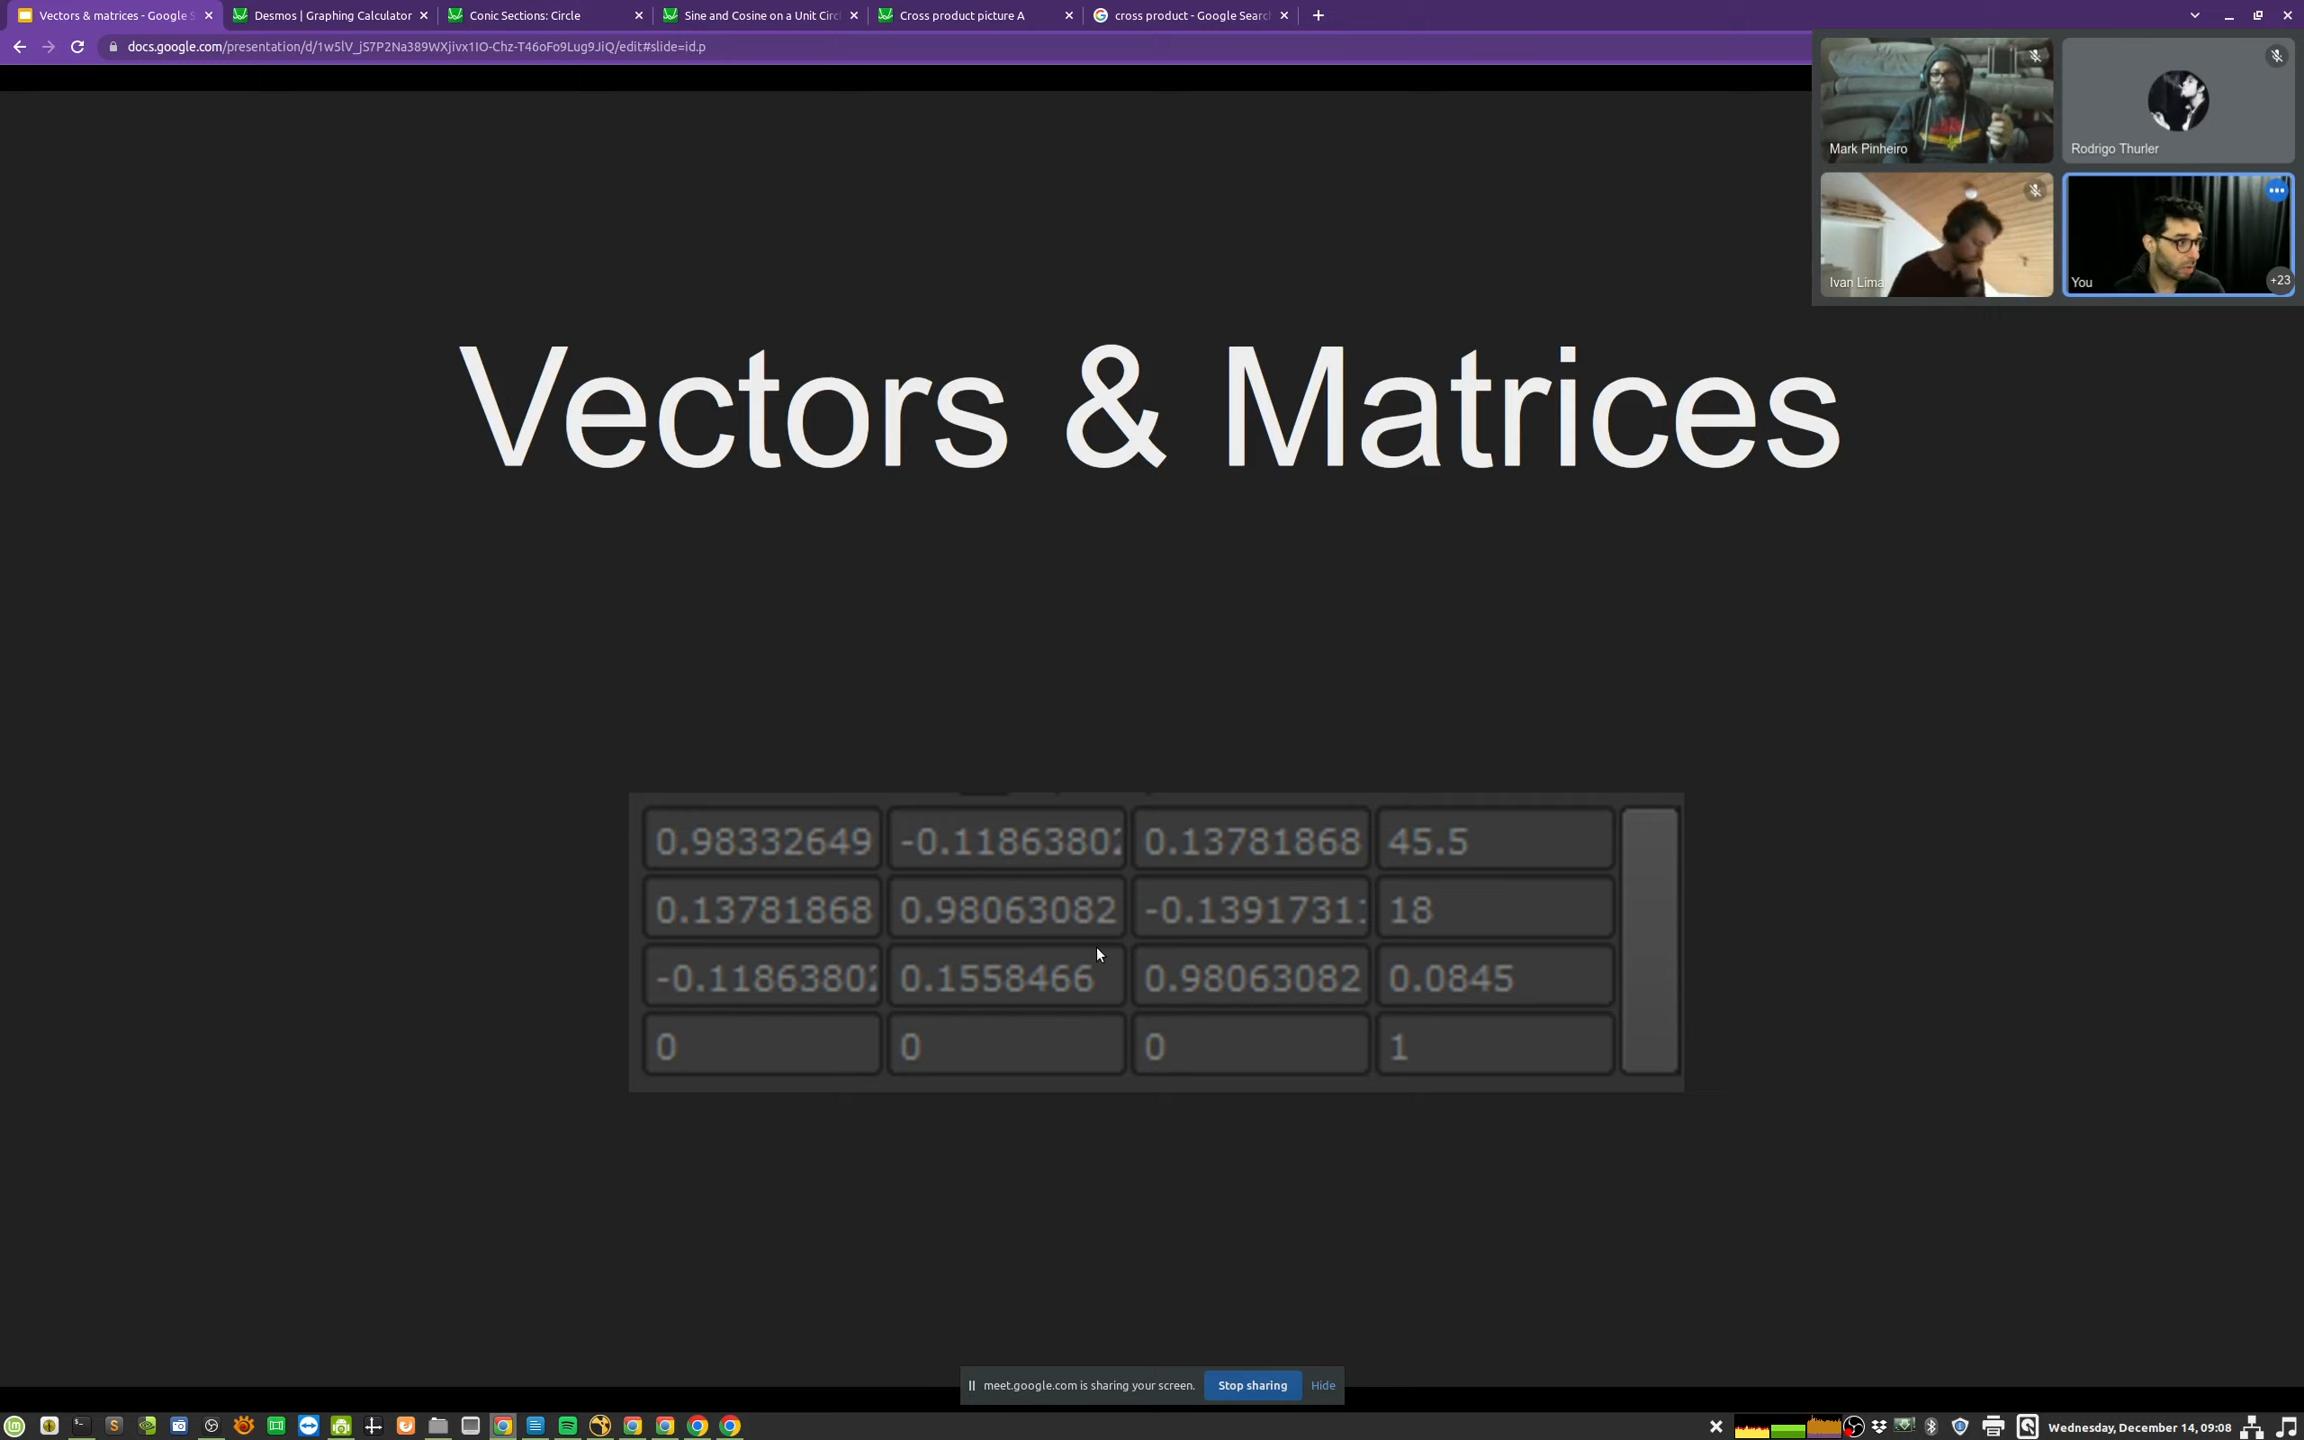 Vectors & matrices - Google S
Desmos | Graphing Calculator
Conic Sections: Circle
Sine and Cosine on a Unit Circ
Cross product picture A
cross product - Google Search
docs.google.com/presentation/d/1w5lV_jS7P2Na389WXjivx1IO-Chz-T46oFo9Lug9JiQ/edit#slide=id.p
Mark Pinheiro
Rodrigo Thurler
Ivan Lima
You
+23
Vectors & Matrices
0.98332649 -0.11863802 0.13781868 45.5
0.13781868 0.98063082 -0.1391731 18
-0.11863802 0.1558466 0.98063082 0.0845
0 0 0 1
meet.google.com is sharing your screen.
Stop sharing
Hide
Wednesday, December 14, 09:08